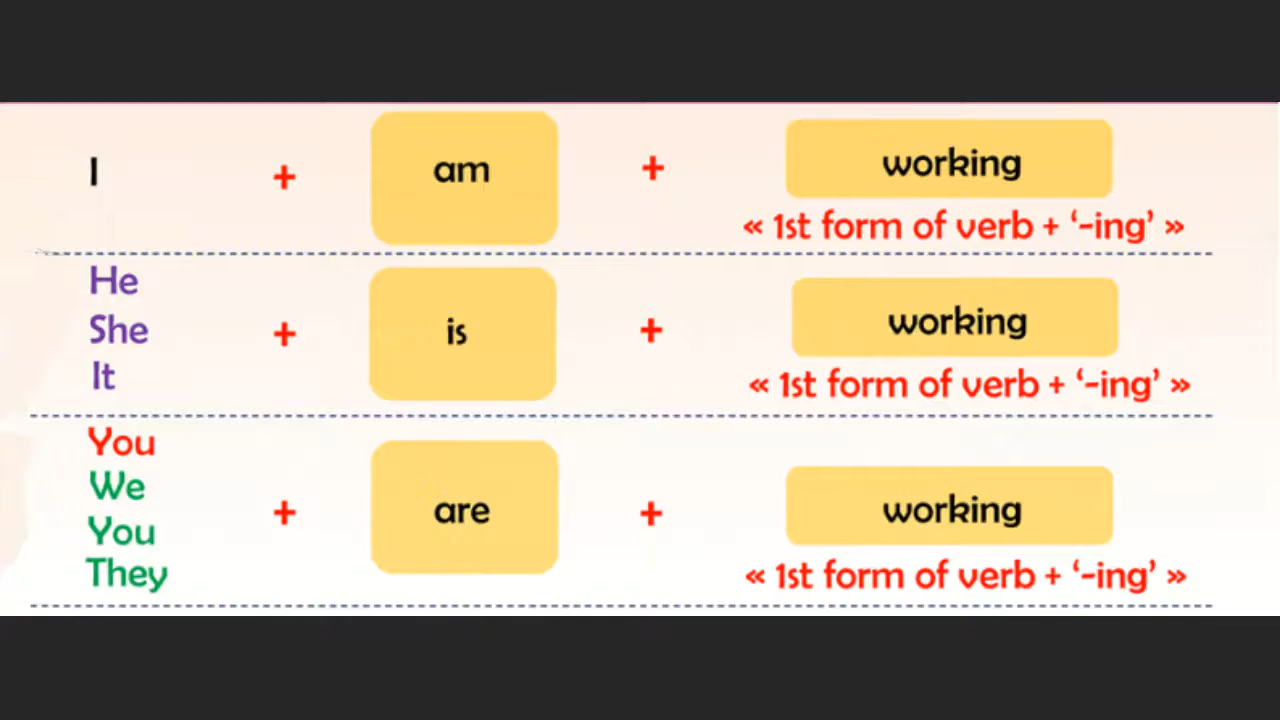 I + am + working
« 1st form of verb + ‘-ing’ »
He
She
It
+ is + working
« 1st form of verb + ‘-ing’ »
You
We
You
They
+ are + working
« 1st form of verb + ‘-ing’ »